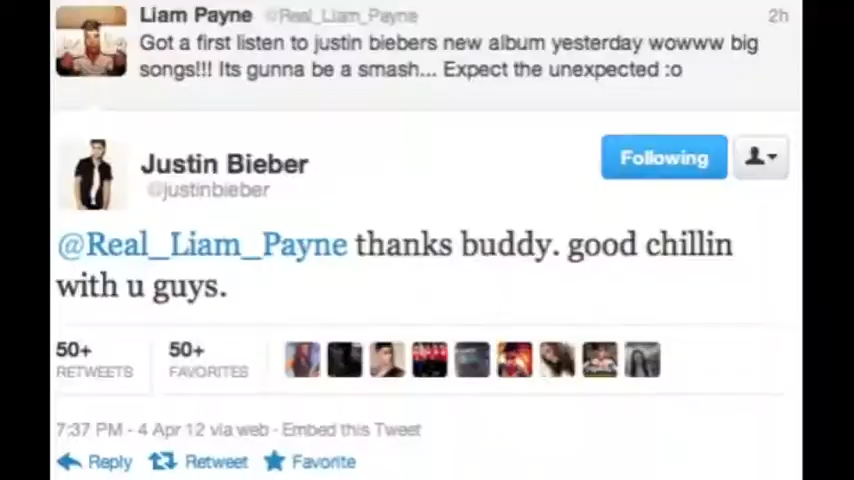 Liam Payne @Real_Liam_Payne 2h
Got a first listen to justin biebers new album yesterday wowww big
songs!!! Its gunna be a smash... Expect the unexpected :o
Justin Bieber
@justinbieber
Following
@Real_Liam_Payne thanks buddy. good chillin
with u guys.
50+ 50+
RETWEETS FAVORITES
7:37 PM - 4 Apr 12 via web · Embed this Tweet
Reply Retweet Favorite